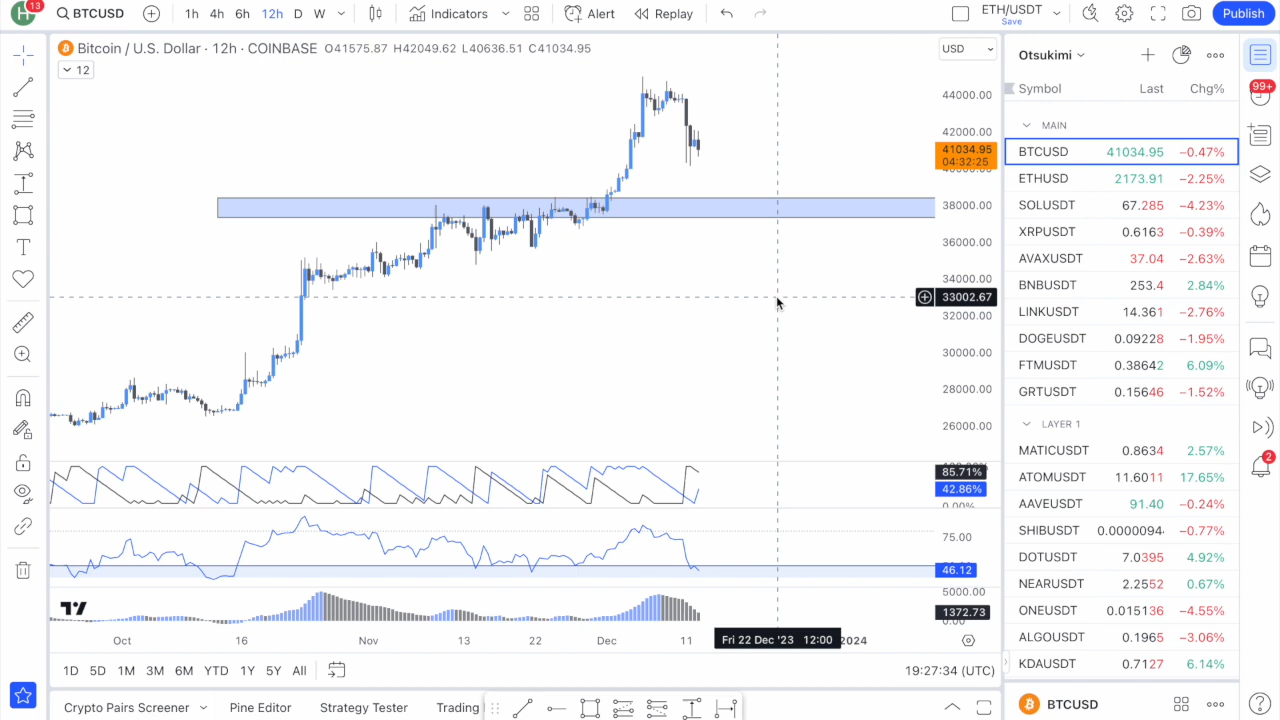 H 13 BTCUSD 1h 4h 6h 12h D W Indicators Alert Replay ETH/USDT Save Publish
Bitcoin / U.S. Dollar · 12h · COINBASE O41575.87 H42049.62 L40636.51 C41034.95
12
USD
44000.00
42000.00
41034.95
04:32:25
38000.00
36000.00
34000.00
33002.67
32000.00
30000.00
28000.00
26000.00
85.71%
42.86%
0.00%
75.00
46.12
5000.00
1372.73
0.00
Oct 16 Nov 13 22 Dec 11 Fri 22 Dec '23 12:00 2024
1D 5D 1M 3M 6M YTD 1Y 5Y All 19:27:34 (UTC)
Crypto Pairs Screener Pine Editor Strategy Tester Trading
Otsukimi
Symbol Last Chg%
MAIN
BTCUSD 41034.95 −0.47%
ETHUSD 2173.91 −2.25%
SOLUSDT 67.285 −4.23%
XRPUSDT 0.6163 −0.39%
AVAXUSDT 37.04 −2.63%
BNBUSDT 253.4 2.84%
LINKUSDT 14.361 −2.76%
DOGEUSDT 0.09228 −1.95%
FTMUSDT 0.38642 6.09%
GRTUSDT 0.15646 −1.52%
LAYER 1
MATICUSDT 0.8634 2.57%
ATOMUSDT 11.6011 17.65%
AAVEUSDT 91.40 −0.24%
SHIBUSDT 0.00000944 −0.77%
DOTUSDT 7.0395 4.92%
NEARUSDT 2.2552 0.67%
ONEUSDT 0.015136 −4.55%
ALGOUSDT 0.1965 −3.06%
KDAUSDT 0.7127 6.14%
BTCUSD
99+
2